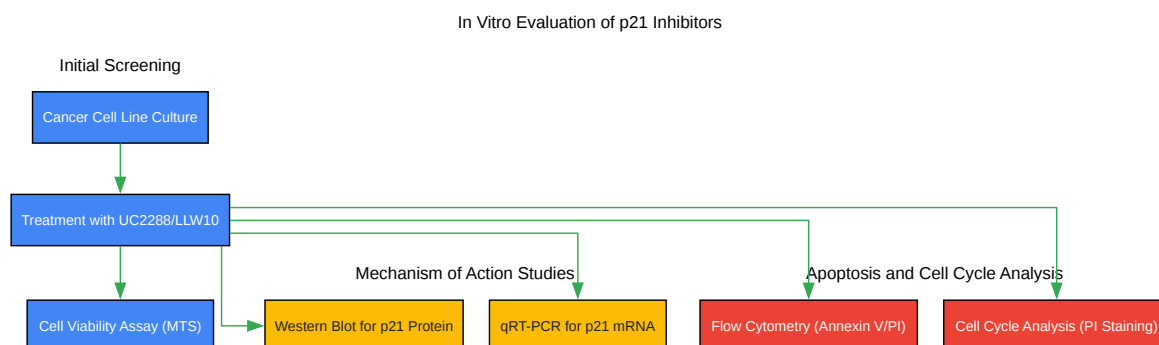 In Vitro Evaluation of p21 Inhibitors
Initial Screening
Cancer Cell Line Culture
Treatment with UC2288/LLW10
Mechanism of Action Studies
Apoptosis and Cell Cycle Analysis
Cell Viability Assay (MTS)
Western Blot for p21 Protein
qRT-PCR for p21 mRNA
Flow Cytometry (Annexin V/PI)
Cell Cycle Analysis (PI Staining)